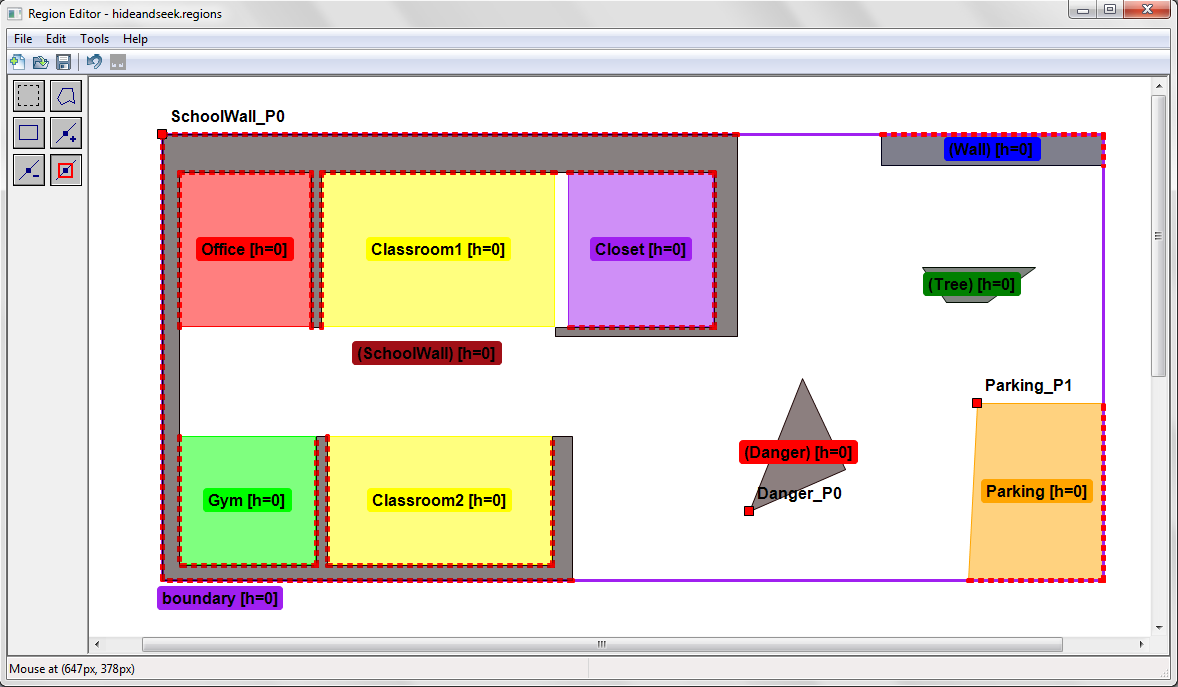 Region Editor - hideandseek.regions
File Edit Tools Help
SchoolWall_P0
(Wall) [h=0]
Office [h=0] Classroom1 [h=0] Closet [h=0]
(Tree) [h=0]
(SchoolWall) [h=0]
Parking_P1
(Danger) [h=0]
Danger_P0 Parking [h=0]
Gym [h=0] Classroom2 [h=0]
boundary [h=0]
Mouse at (647px, 378px)